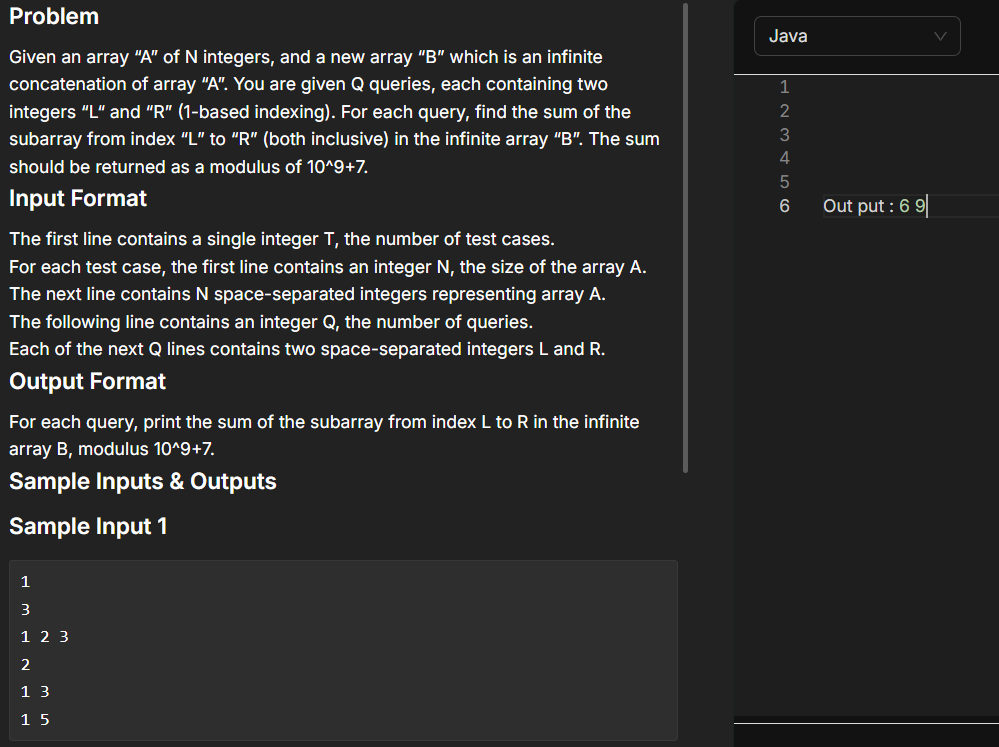 Problem
Given an array “A” of N integers, and a new array “B” which is an infinite
concatenation of array “A”. You are given Q queries, each containing two
integers “L“ and “R” (1-based indexing). For each query, find the sum of the
subarray from index “L” to “R” (both inclusive) in the infinite array “B”. The sum
should be returned as a modulus of 10^9+7.
Input Format
The first line contains a single integer T, the number of test cases.
For each test case, the first line contains an integer N, the size of the array A.
The next line contains N space-separated integers representing array A.
The following line contains an integer Q, the number of queries.
Each of the next Q lines contains two space-separated integers L and R.
Output Format
For each query, print the sum of the subarray from index L to R in the infinite
array B, modulus 10^9+7.
Sample Inputs & Outputs
Sample Input 1
1
3
1 2 3
2
1 3
1 5
Java
1
2
3
4
5
6 Out put : 6 9